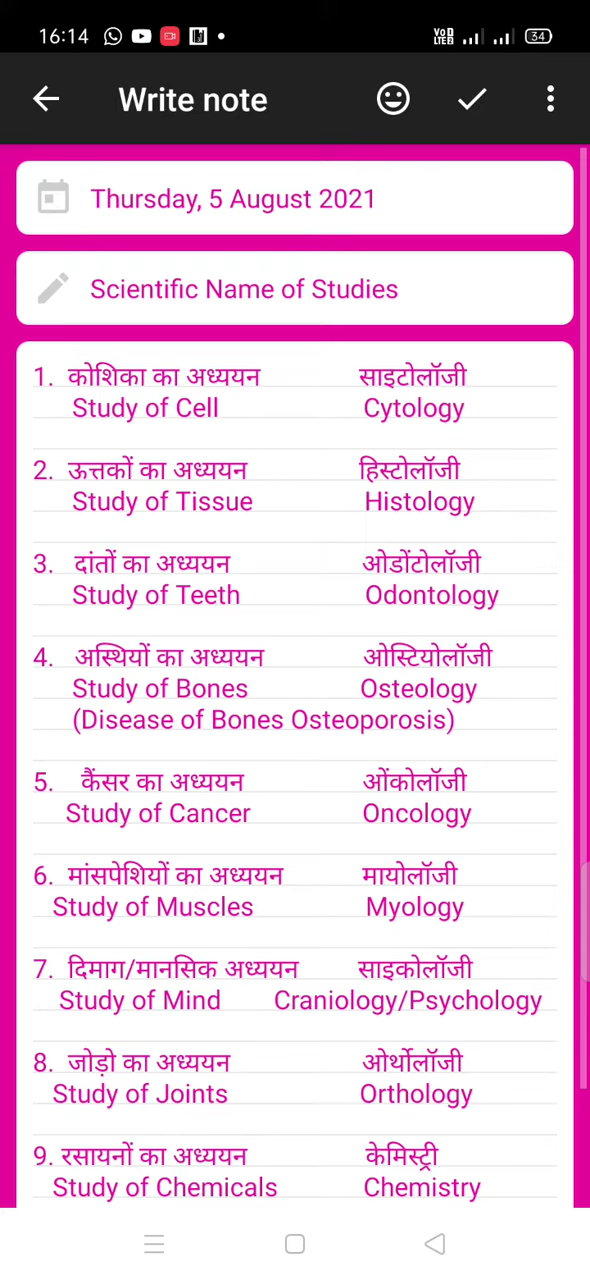 16:14
VoD LTE2
34
Write note
Thursday, 5 August 2021
Scientific Name of Studies
1. कोशिका का अध्ययन साइटोलॉजी
Study of Cell Cytology
2. ऊत्तकों का अध्ययन हिस्टोलॉजी
Study of Tissue Histology
3. दांतों का अध्ययन ओडोंटोलॉजी
Study of Teeth Odontology
4. अस्थियों का अध्ययन ओस्टियोलॉजी
Study of Bones Osteology
(Disease of Bones Osteoporosis)
5. कैंसर का अध्ययन ओंकोलॉजी
Study of Cancer Oncology
6. मांसपेशियों का अध्ययन मायोलॉजी
Study of Muscles Myology
7. दिमाग/मानसिक अध्ययन साइकोलॉजी
Study of Mind Craniology/Psychology
8. जोड़ो का अध्ययन ओर्थोलॉजी
Study of Joints Orthology
9. रसायनों का अध्ययन केमिस्ट्री
Study of Chemicals Chemistry